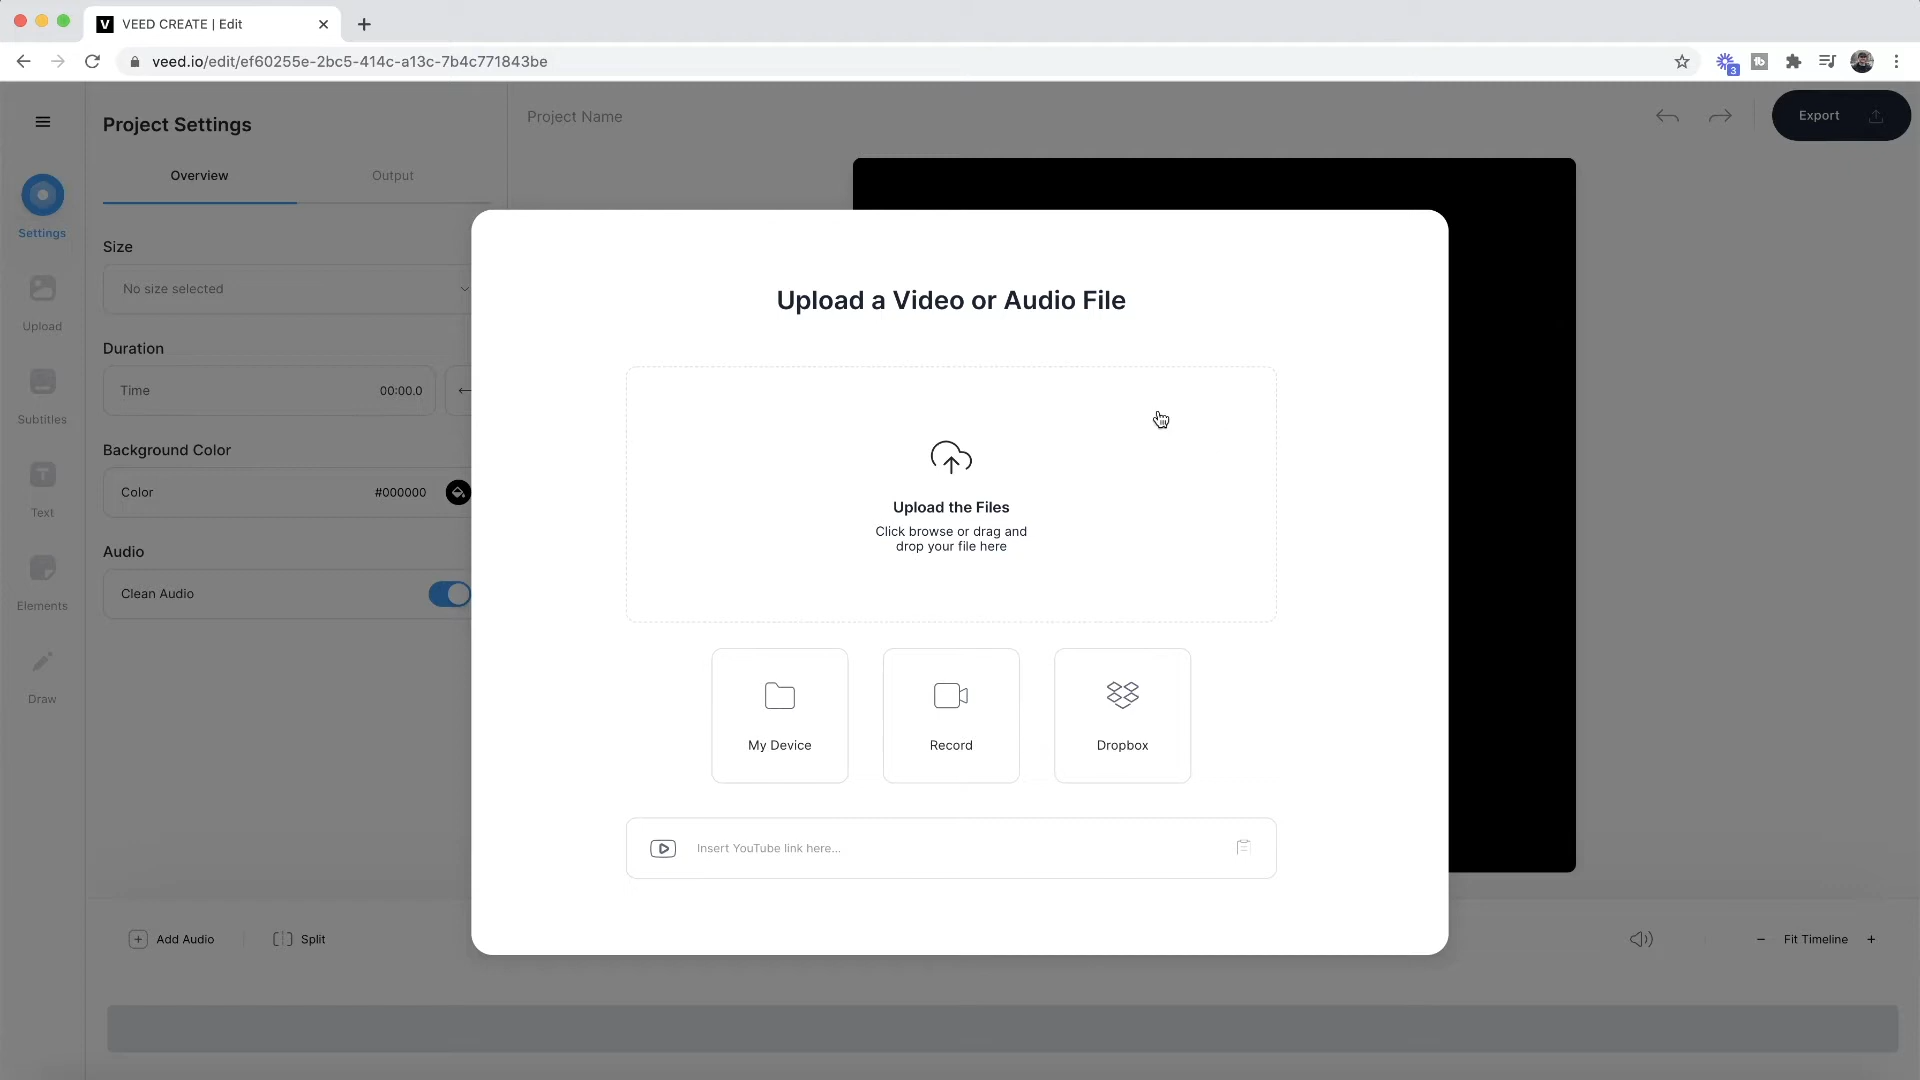 VEED CREATE | Edit
veed.io/edit/ef60255e-2bc5-414c-a13c-7b4c771843be
3
Project Settings
Project Name
Export
Overview
Output
Settings
Size
No size selected
Upload
Duration
Time
00:00.0
Subtitles
Background Color
Color
#000000
Text
Audio
Clean Audio
Elements
Draw
Upload a Video or Audio File
Upload the Files
Click browse or drag and
drop your file here
My Device
Record
Dropbox
Insert YouTube link here...
Add Audio
Split
Fit Timeline